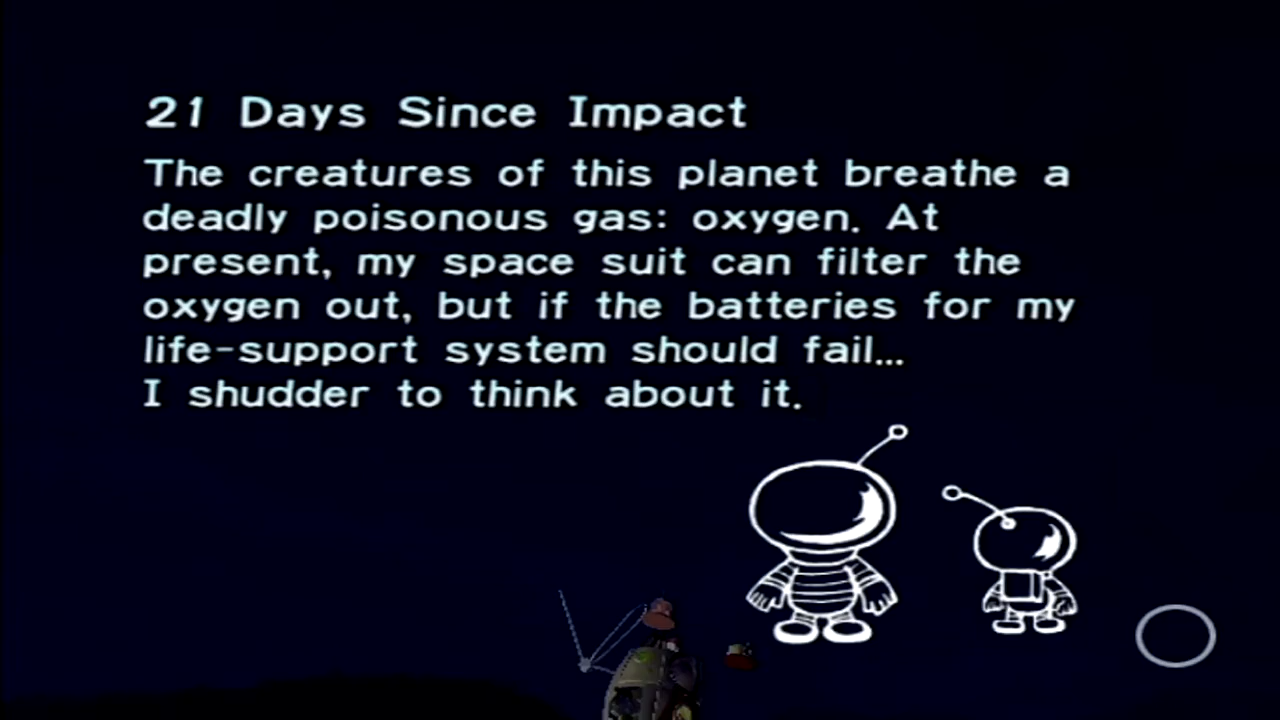 21 Days Since Impact
The creatures of this planet breathe a
deadly poisonous gas: oxygen. At
present, my space suit can filter the
oxygen out, but if the batteries for my
life-support system should fail...
I shudder to think about it.